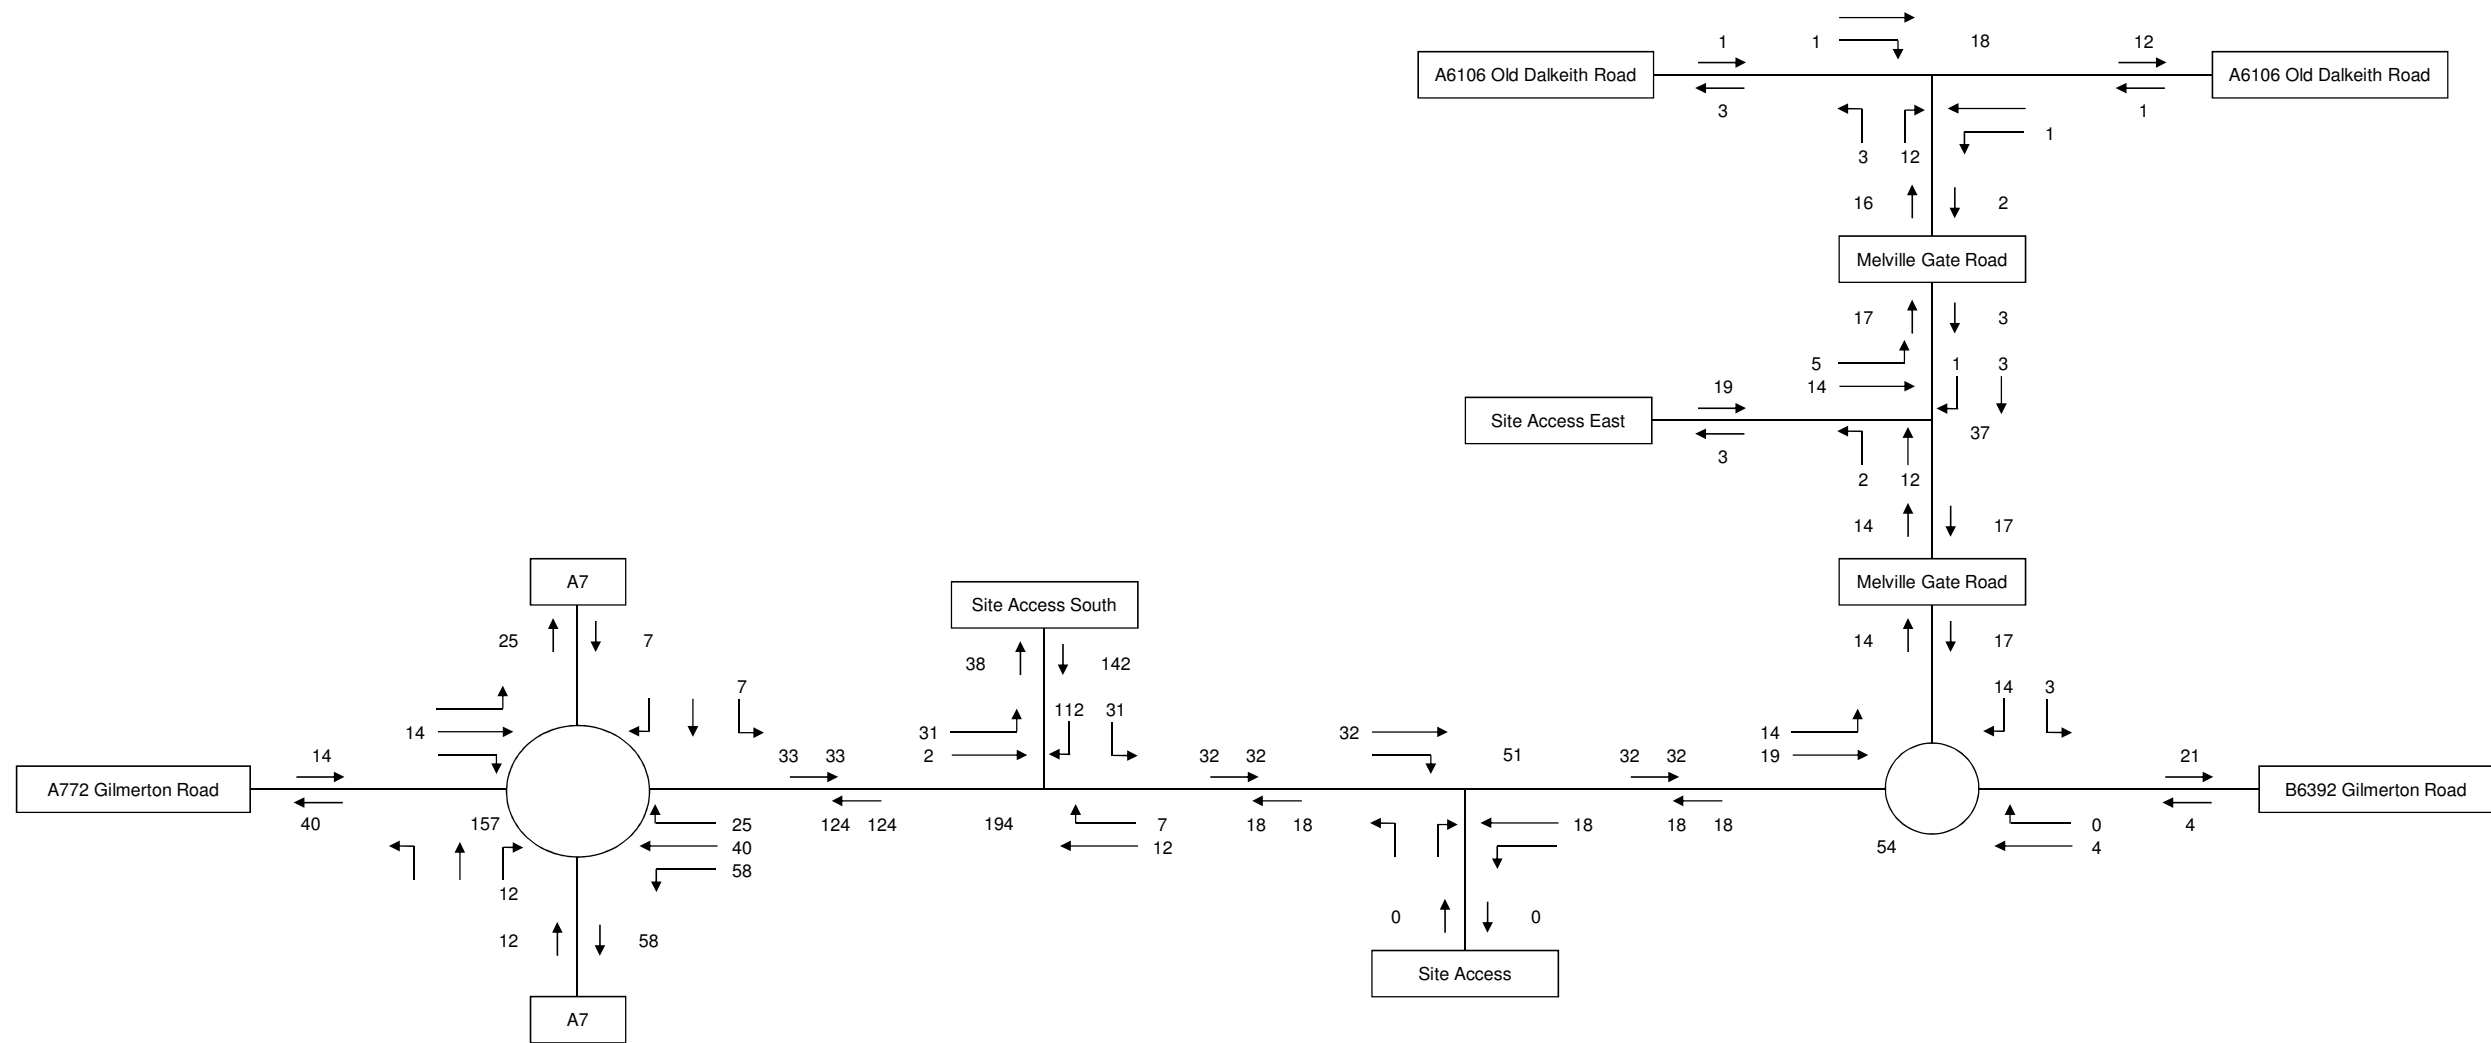 1 1 18 12
A6106 Old Dalkeith Road A6106 Old Dalkeith Road
3 1
1
3 12
16 2
Melville Gate Road
17 3
5 1 3
19 14
Site Access East
37
3
2 12
14 17
A7 Melville Gate Road
Site Access South
25 7 14 17
38 142
7 14 3
112 31
14 31 32 14
14 33 33 2 32 32 51 32 32 19 21
A772 Gilmerton Road B6392 Gilmerton Road
40 157 25 124 124 194 7 18 18 18 18 18 0 4
40 12 54 4
58
12
0 0
12 58
Site Access
A7